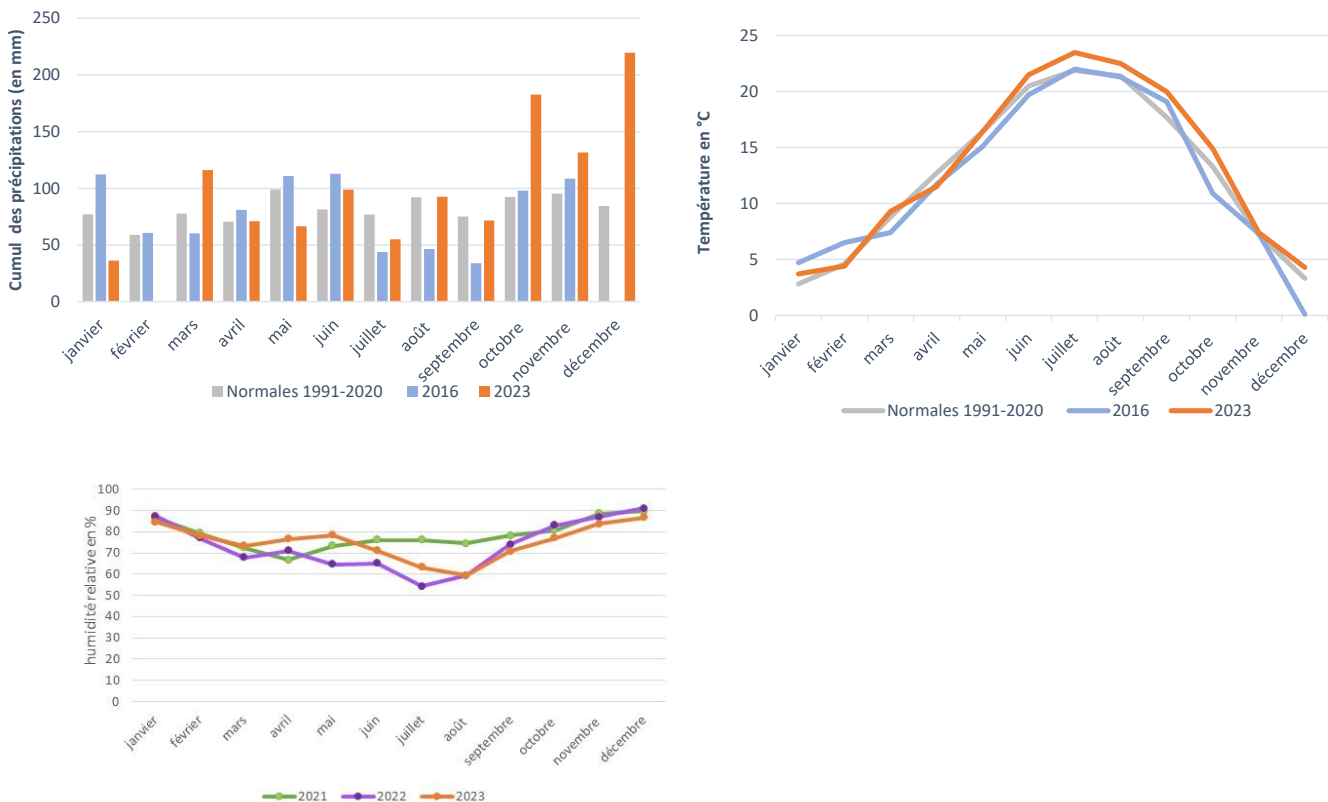 Cumul des précipitations (en mm)
250
200
150
100
50
0
janvier
février
mars
avril
mai
juin
juillet
août
septembre
octobre
novembre
décembre
Normales 1991-2020 2016 2023
Température en °C
25
20
15
10
5
0
janvier
février
mars
avril
mai
juin
juillet
août
septembre
octobre
novembre
décembre
Normales 1991-2020 2016 2023
humidité relative en %
100
90
80
70
60
50
40
30
20
10
0
janvier
février
mars
avril
mai
juin
juillet
août
septembre
octobre
novembre
décembre
2021 2022 2023